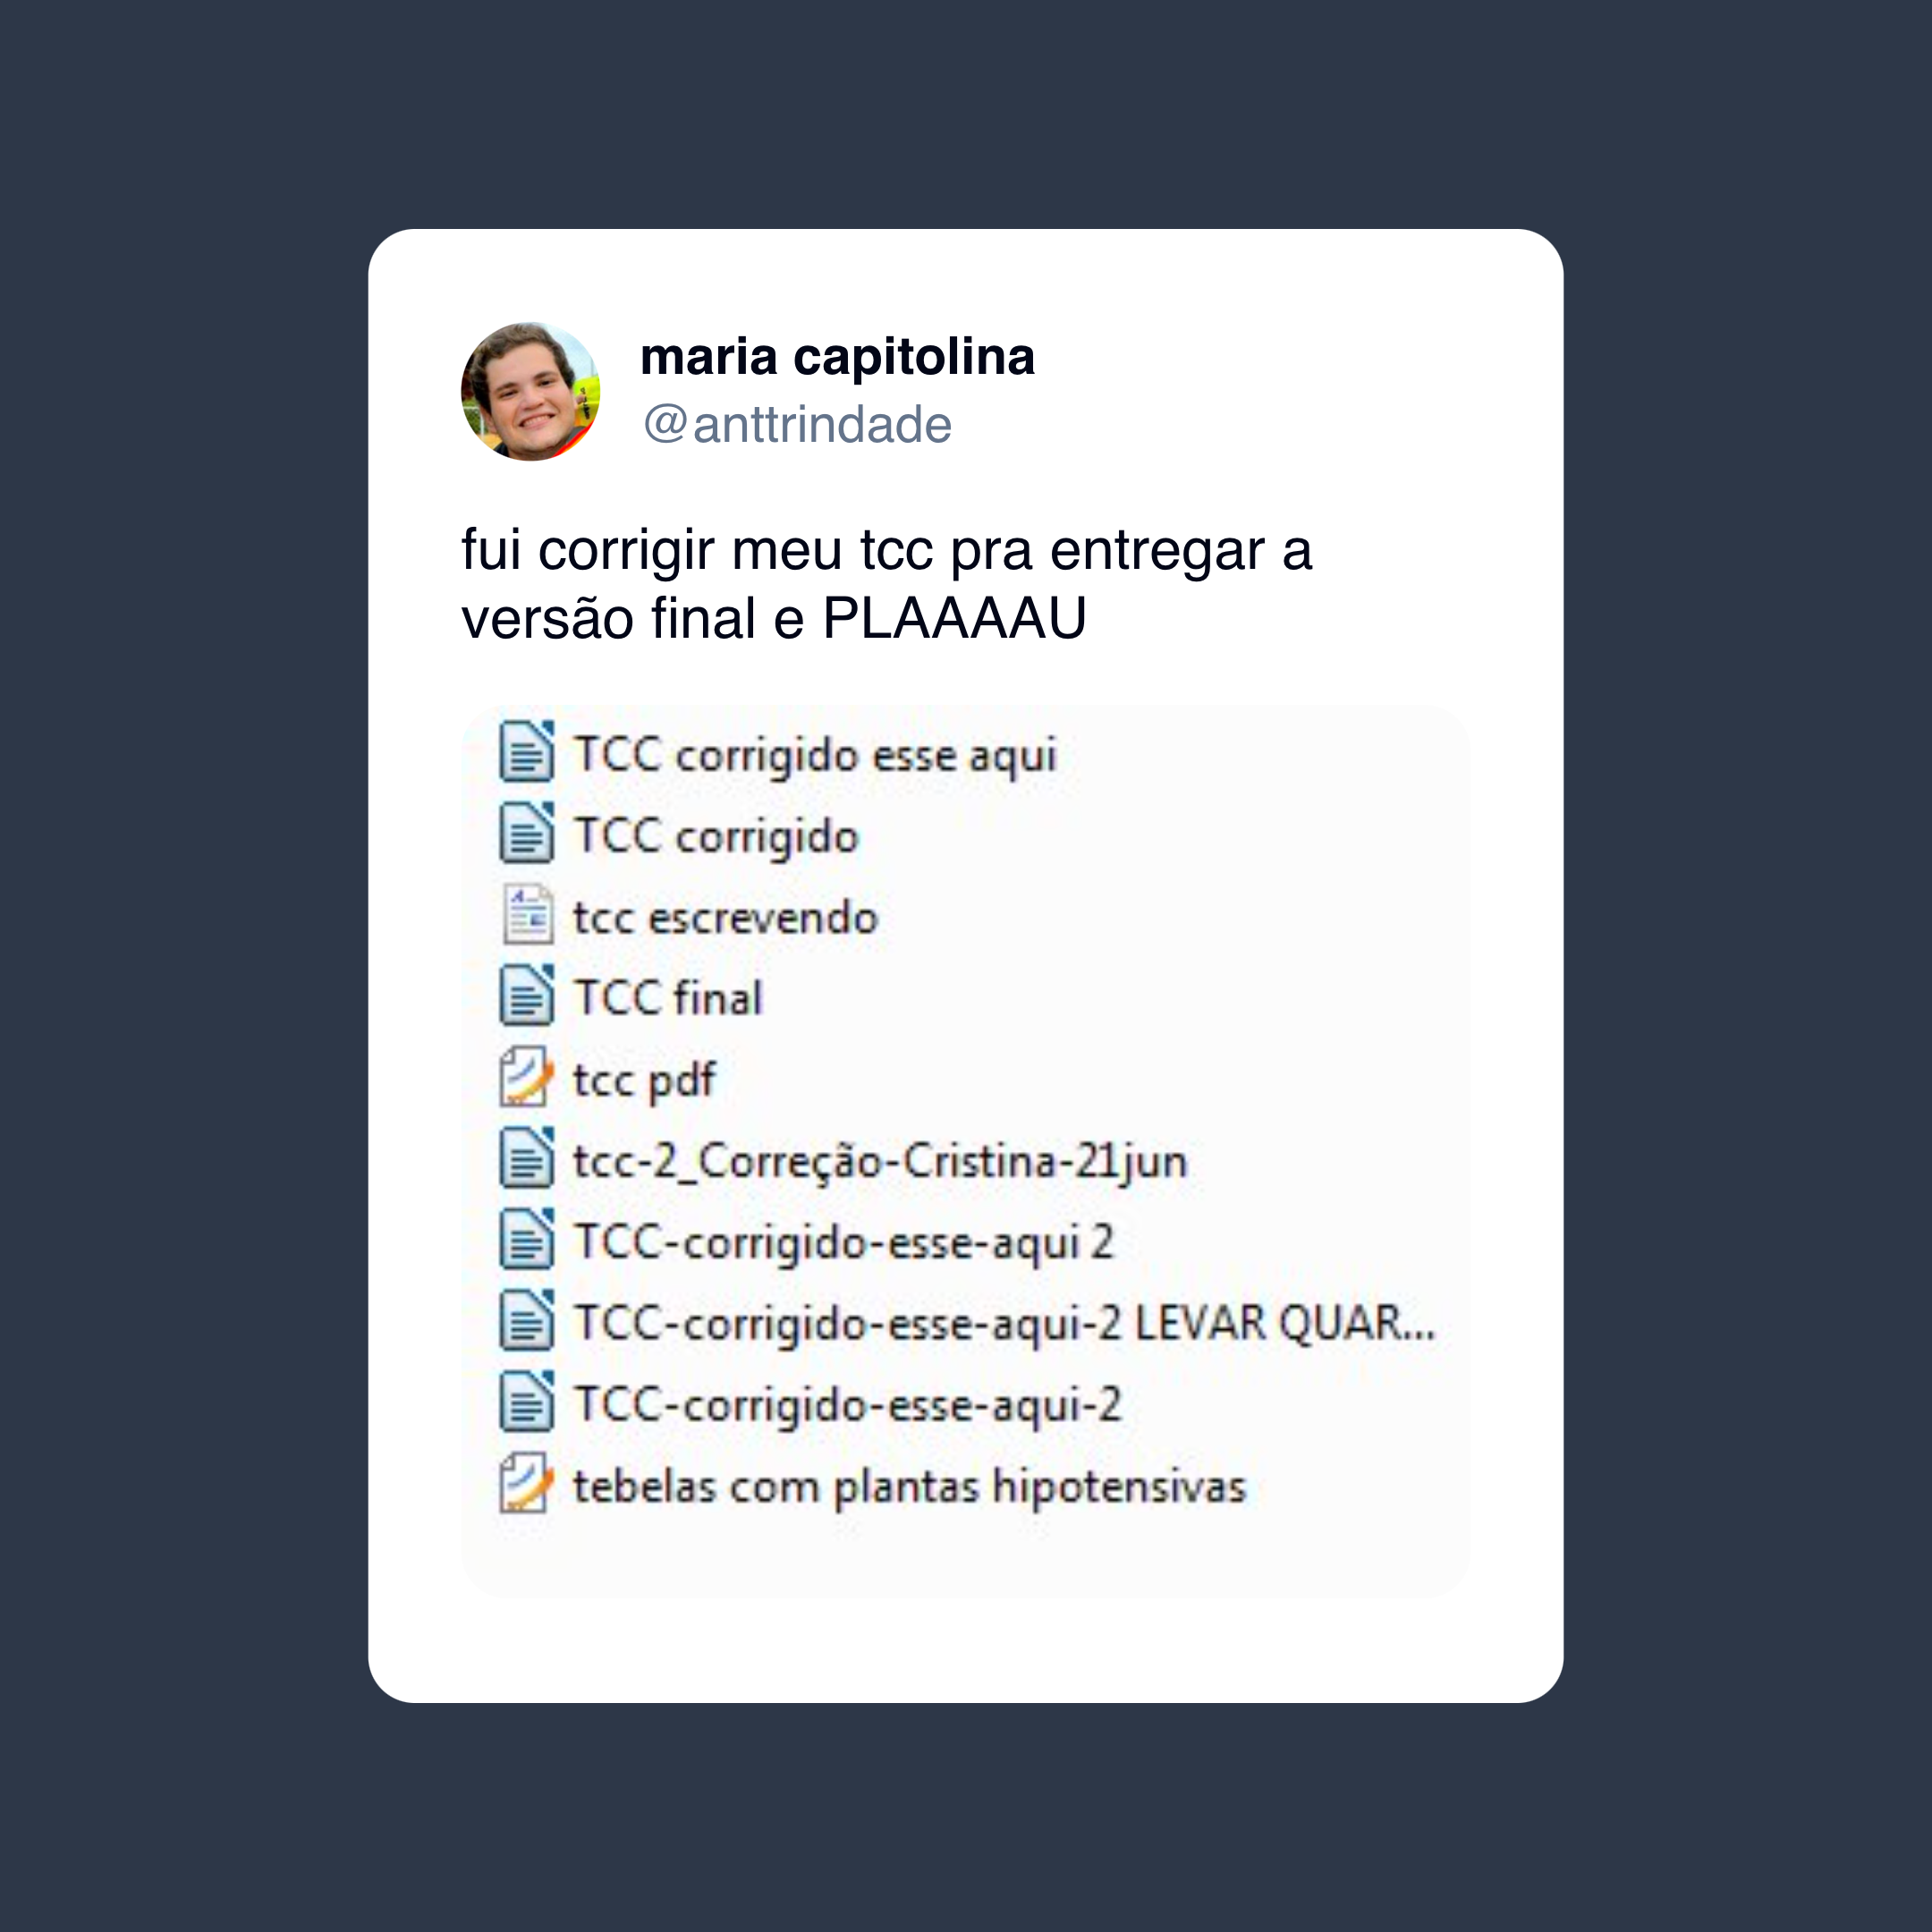 maria capitolina
@anttrindade
fui corrigir meu tcc pra entregar a
versão final e PLAAAAU
TCC corrigido esse aqui
TCC corrigido
tcc escrevendo
TCC final
tcc pdf
tcc-2_Correção-Cristina-21jun
TCC-corrigido-esse-aqui 2
TCC-corrigido-esse-aqui-2 LEVAR QUAR...
TCC-corrigido-esse-aqui-2
tebelas com plantas hipotensivas